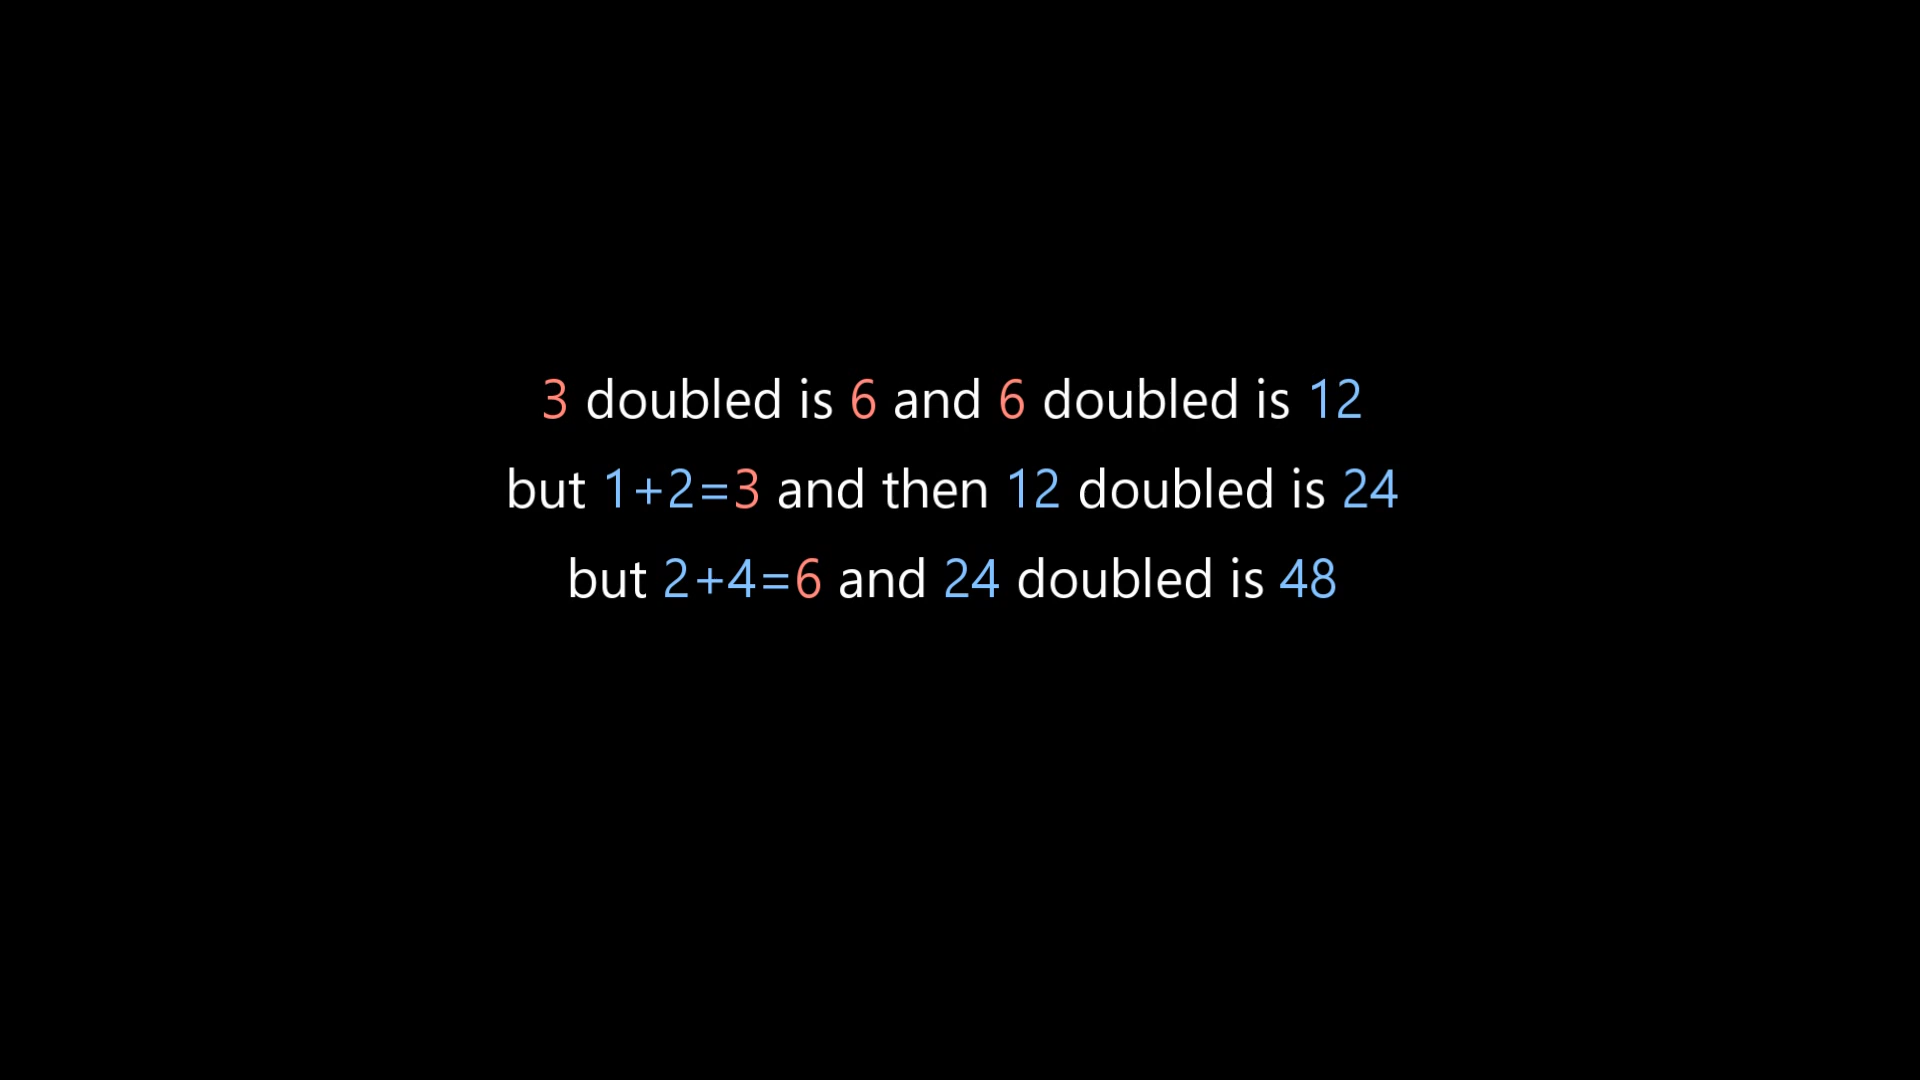 3 doubled is 6 and 6 doubled is 12
but 1+2=3 and then 12 doubled is 24
but 2+4=6 and 24 doubled is 48